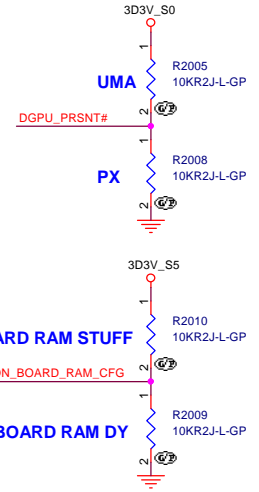 3D3V_S0
1
R2005
UMA
10KR2J-L-GP
2
DGPU_PRSNT#
1
R2008
PX
10KR2J-L-GP
2
3D3V_S5
1
R2010
ARD RAM STUFF
10KR2J-L-GP
2
ON_BOARD_RAM_CFG
1
R2009
BOARD RAM DY
10KR2J-L-GP
2